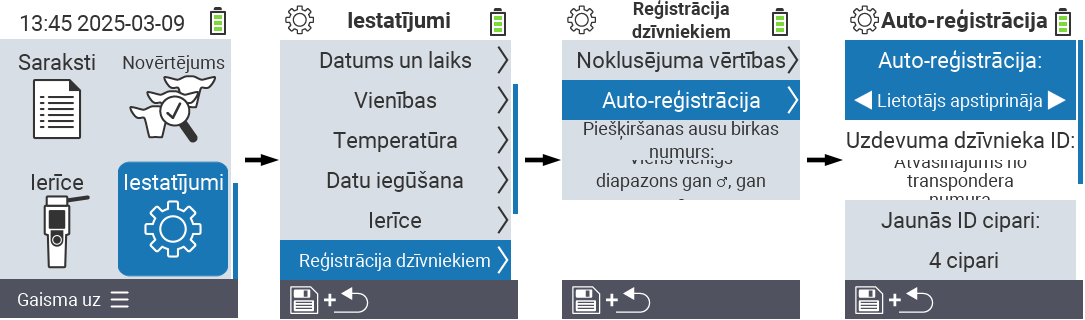 13:45 2025-03-09
Saraksti
Novērtējums
Ierīce
Iestatījumi
Gaisma uz
Iestatījumi
Datums un laiks
Vienības
Temperatūra
Datu iegūšana
Ierīce
Reģistrācija dzīvniekiem
Reģistrācija
dzīvniekiem
Noklusējuma vērtības
Auto-reģistrācija
Piešķiršanas ausu birkas
numurs:
Viens vienīgs
diapazons gan ♂, gan
Auto-reģistrācija
Auto-reģistrācija:
Lietotājs apstiprināja
Uzdevuma dzīvnieka ID:
Atvasinājums no
transpondera
numura
Jaunās ID cipari:
4 cipari